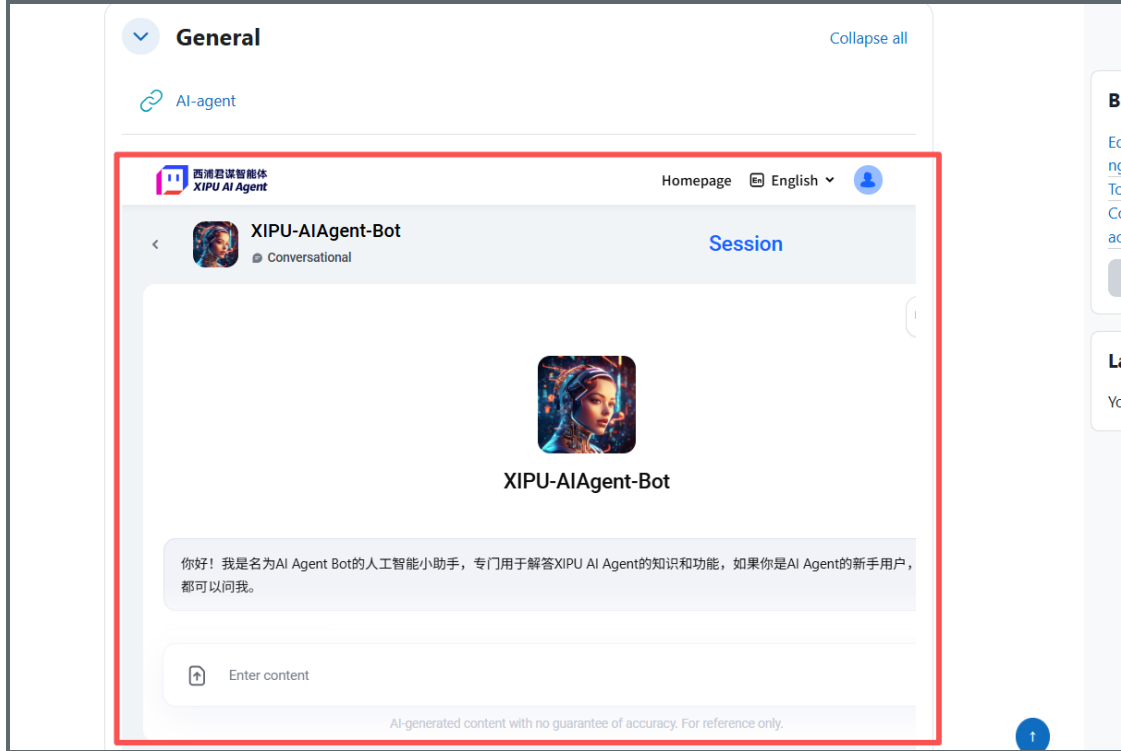 General
Collapse all
AI-agent
西浦君谋智能体
XIPU AI Agent
Homepage
En
English
XIPU-AIAgent-Bot
Conversational
Session
XIPU-AIAgent-Bot
你好！我是名为AI Agent Bot的人工智能小助手，专门用于解答XIPU AI Agent的知识和功能，如果你是AI Agent的新手用户，
都可以问我。
Enter content
AI-generated content with no guarantee of accuracy. For reference only.